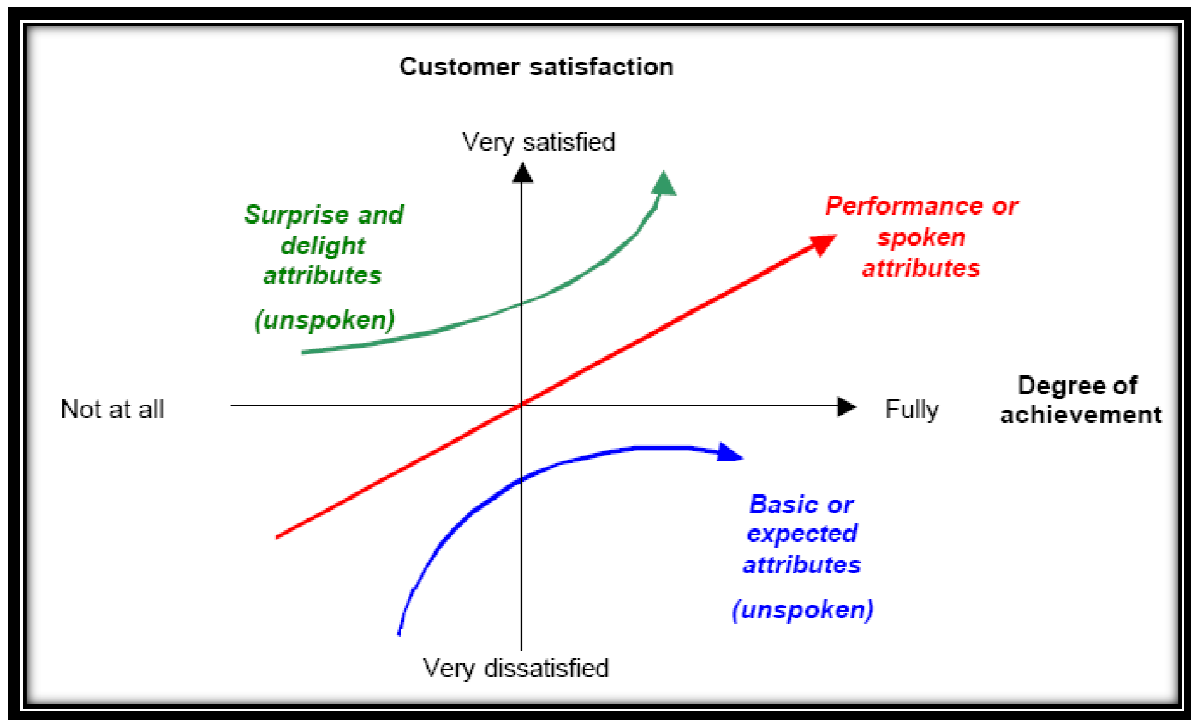 Customer satisfaction
Very satisfied
Surprise and
delight
attributes
(unspoken)
Performance or
spoken
attributes
Not at all
Fully
Degree of
achievement
Basic or
expected
attributes
(unspoken)
Very dissatisfied